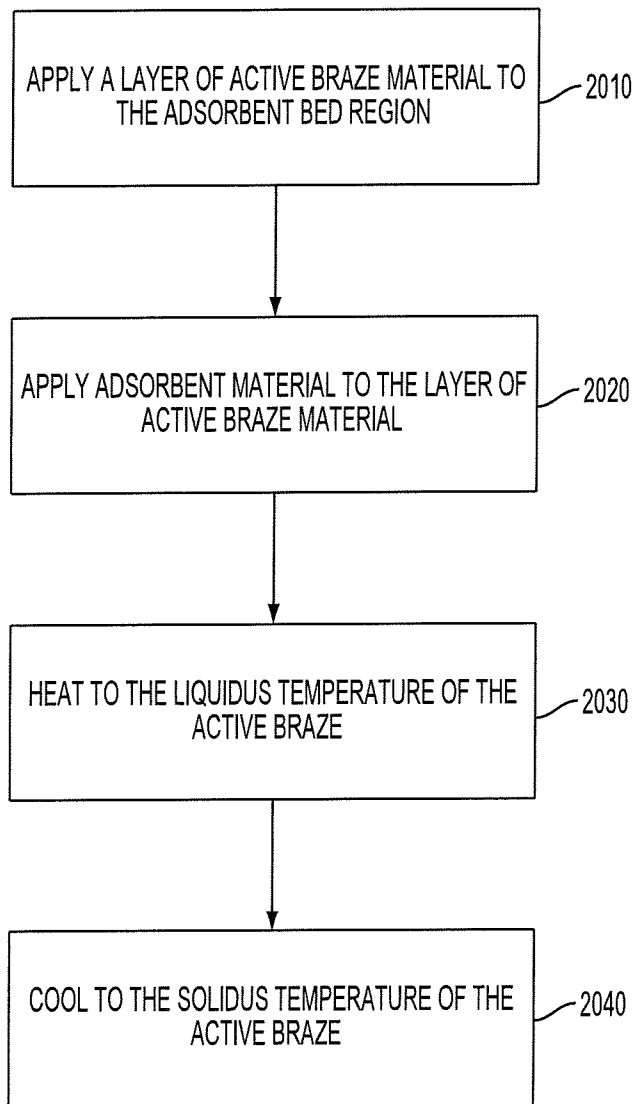 APPLY A LAYER OF ACTIVE BRAZE MATERIAL TO
THE ADSORBENT BED REGION
2010
APPLY ADSORBENT MATERIAL TO THE LAYER OF
ACTIVE BRAZE MATERIAL
2020
HEAT TO THE LIQUIDUS TEMPERATURE OF THE
ACTIVE BRAZE
2030
COOL TO THE SOLIDUS TEMPERATURE OF THE
ACTIVE BRAZE
2040